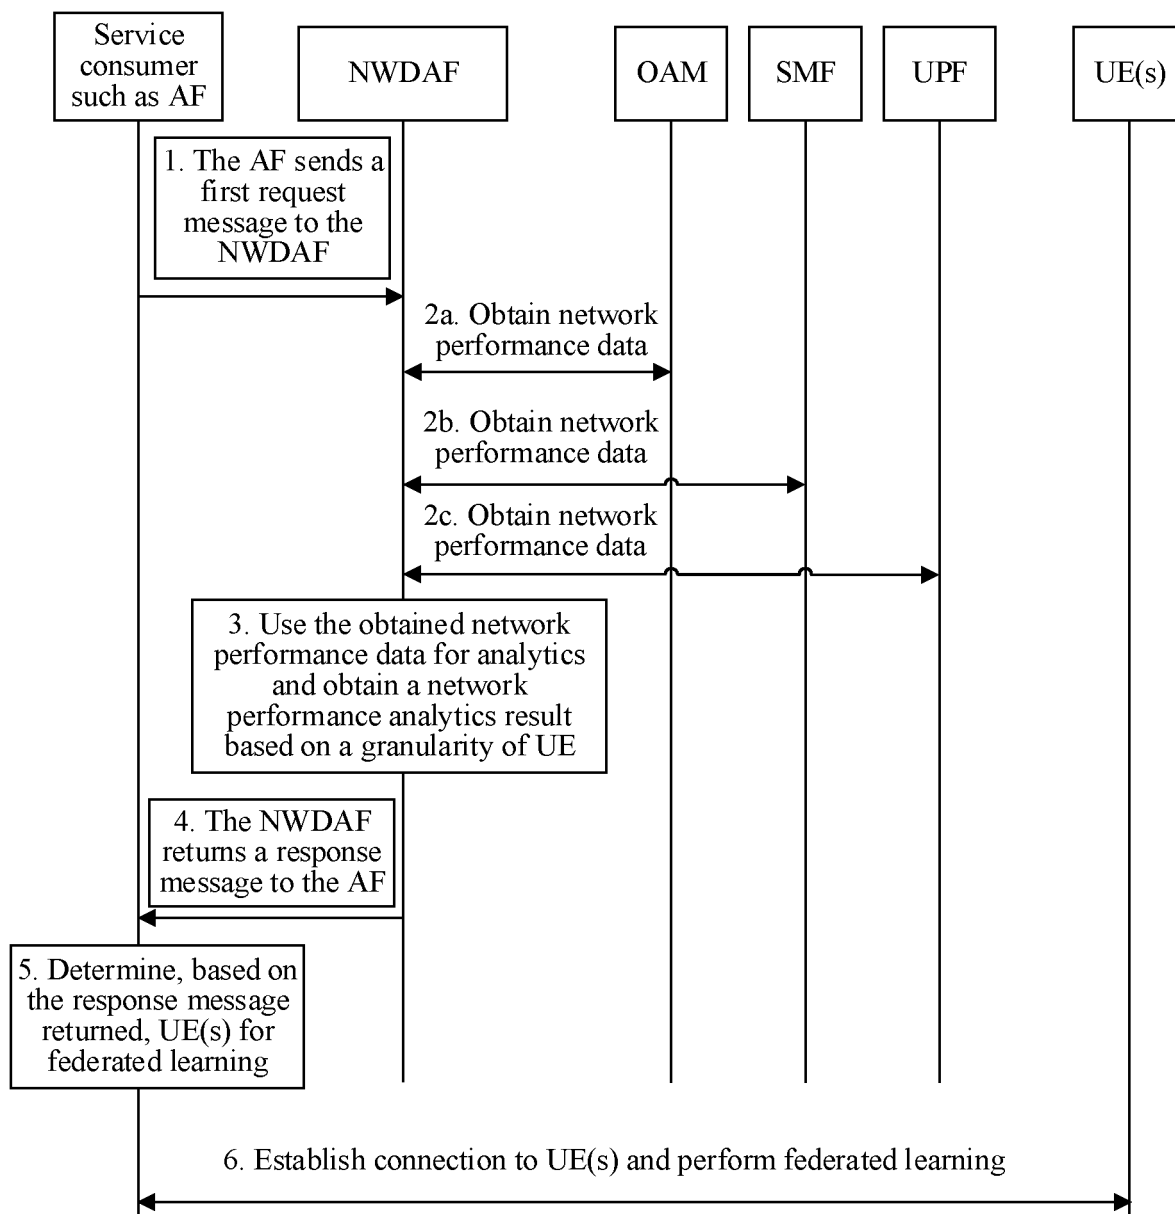 Service
consumer
such as AF
NWDAF
OAM
SMF
UPF
UE(s)
1. The AF sends a
first request
message to the
NWDAF
2a. Obtain network
performance data
2b. Obtain network
performance data
2c. Obtain network
performance data
3. Use the obtained network
performance data for analytics
and obtain a network
performance analytics result
based on a granularity of UE
4. The NWDAF
returns a response
message to the AF
5. Determine, based on
the response message
returned, UE(s) for
federated learning
6. Establish connection to UE(s) and perform federated learning